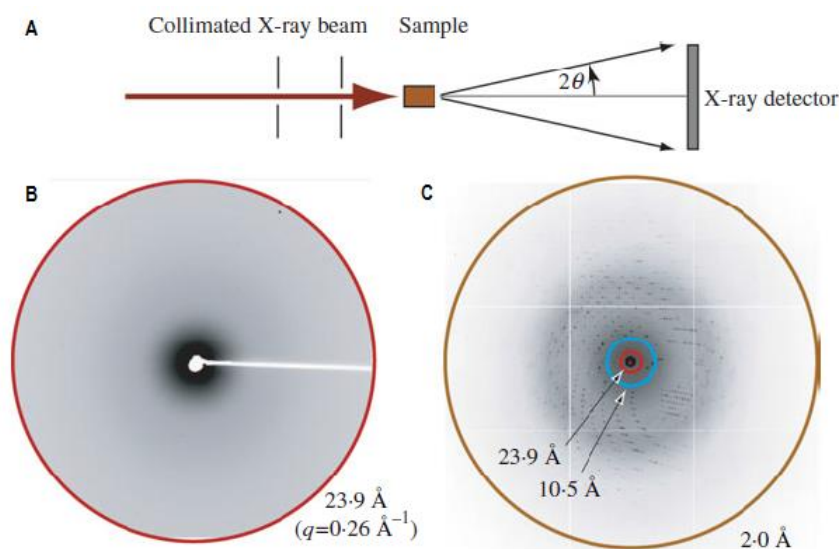 A
Collimated X-ray beam
Sample
2θ
X-ray detector
B
23·9 Å
(q=0·26 Å⁻¹)
C
23·9 Å
10·5 Å
2·0 Å